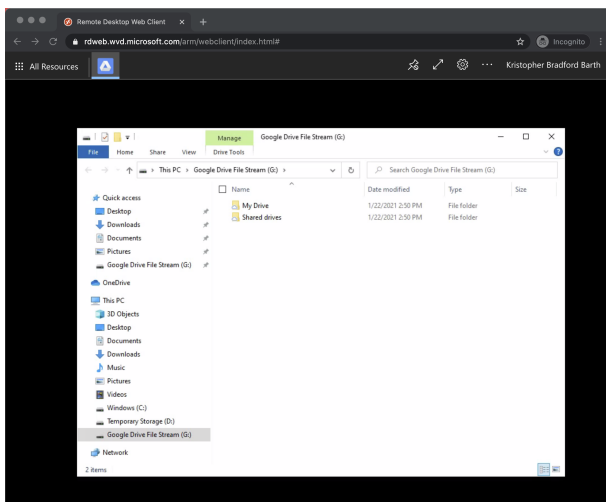 Remote Desktop Web Client
rdweb.wvd.microsoft.com/arm/webclient/index.html#
Incognito
All Resources
Kristopher Bradford Barth
Manage
Google Drive File Stream (G:)
File
Home
Share
View
Drive Tools
This PC
Google Drive File Stream (G:)
Search Google Drive File Stream (G:)
Name
Date modified
Type
Size
Quick access
Desktop
Downloads
Documents
Pictures
Google Drive File Stream (G:)
OneDrive
This PC
3D Objects
Desktop
Documents
Downloads
Music
Pictures
Videos
Windows (C:)
Temporary Storage (D:)
Google Drive File Stream (G:)
Network
My Drive
1/22/2021 2:50 PM
File folder
Shared drives
1/22/2021 2:50 PM
File folder
2 items